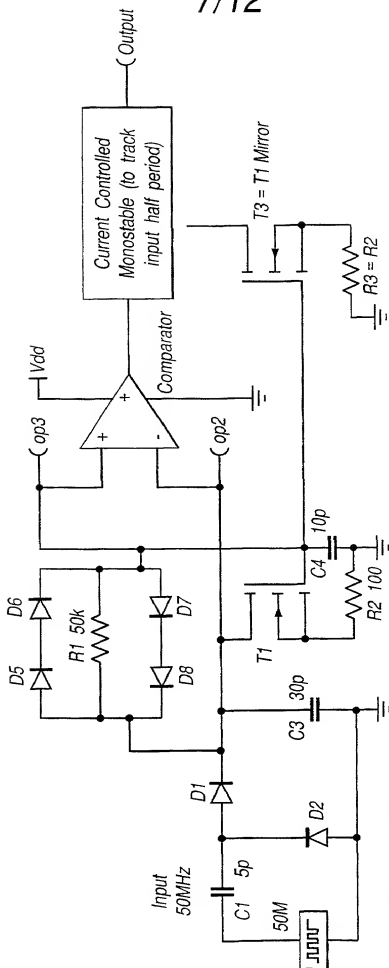 7/12
Output
Current Controlled
Monostable (to track
input half period)
T3 = T1 Mirror
R3 = R2
Vdd
Comparator
+
+
-
op3
op2
D6
D5
R1 50k
D7
D8
T1
C4
10p
R2 100
D1
C3
30p
D2
Input
50MHz
C1
5p
50M